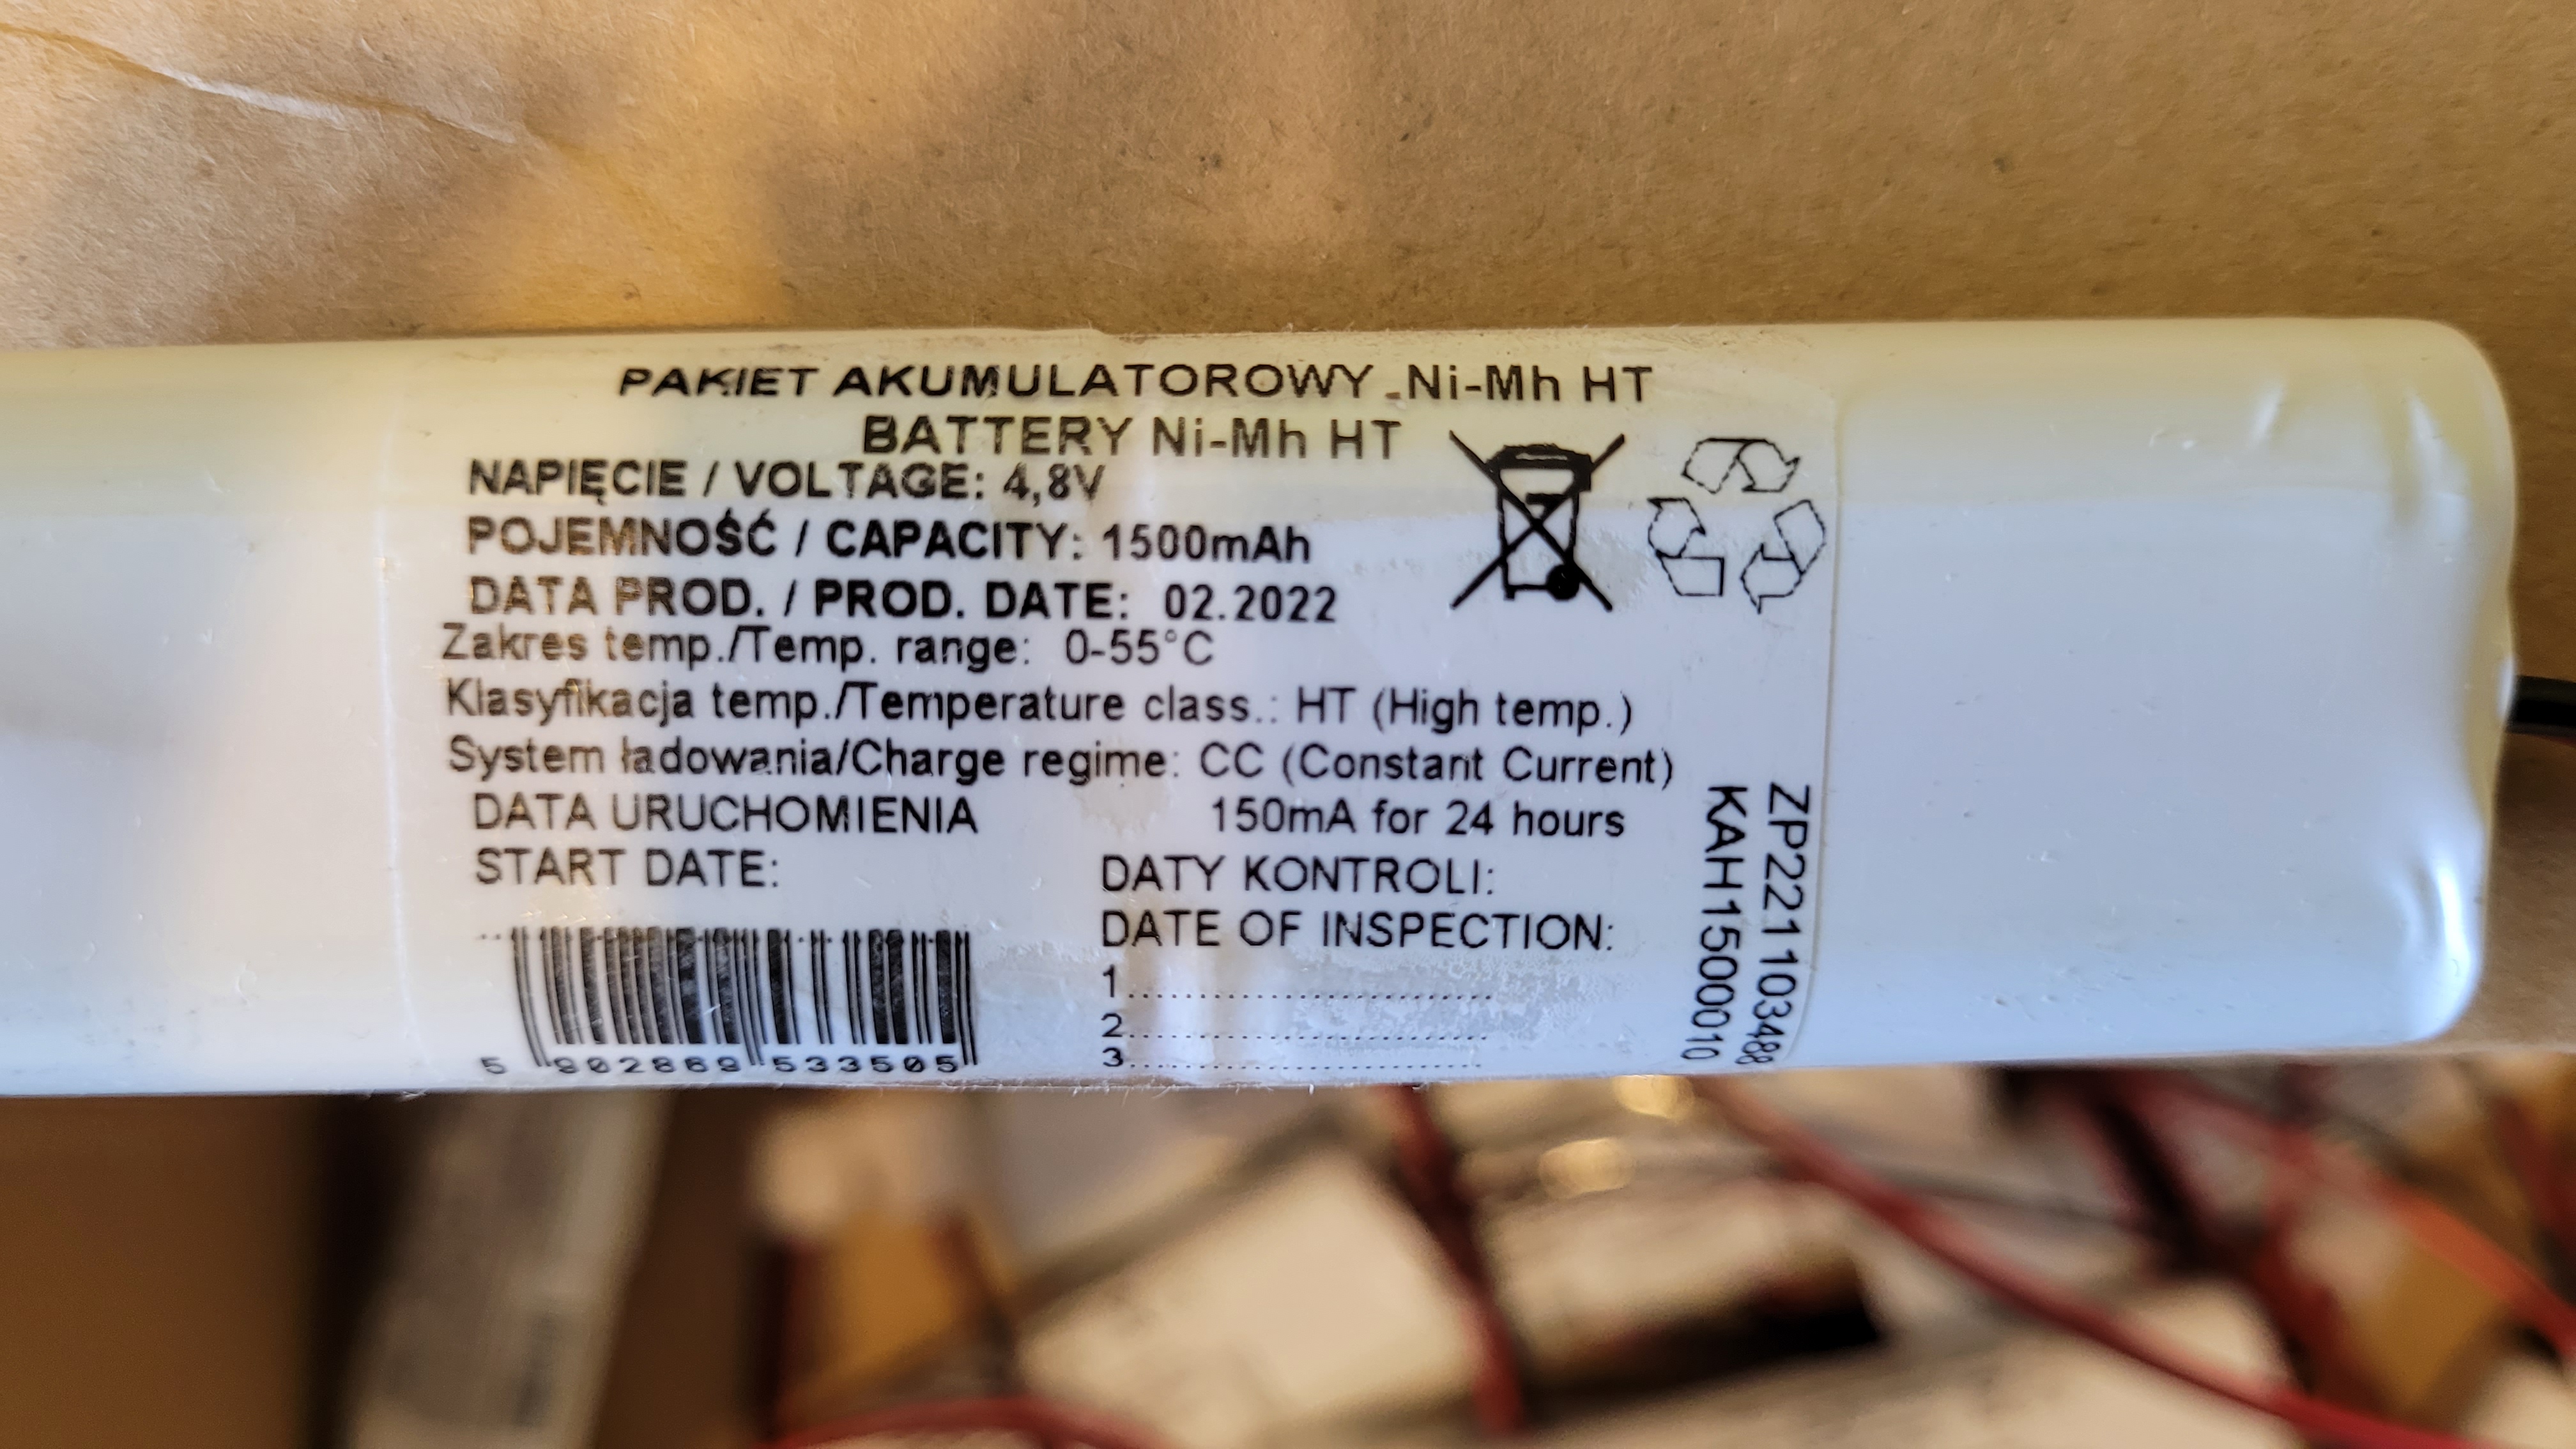 PAKIET AKUMULATOROWY Ni-Mh HT
BATTERY Ni-Mh HT
NAPIĘCIE / VOLTAGE: 4,8V
POJEMNOŚĆ / CAPACITY: 1500mAh
DATA PROD. / PROD. DATE: 02.2022
Zakres temp./Temp. range: 0-55°C
Klasyfikacja temp./Temperature class.: HT (High temp.)
System ładowania/Charge regime: CC (Constant Current)
150mA for 24 hours
DATA URUCHOMIENIA
START DATE:
DATY KONTROLI:
DATE OF INSPECTION:
1
2
3
5 902869 533505
ZP2211103488
KAH15000010